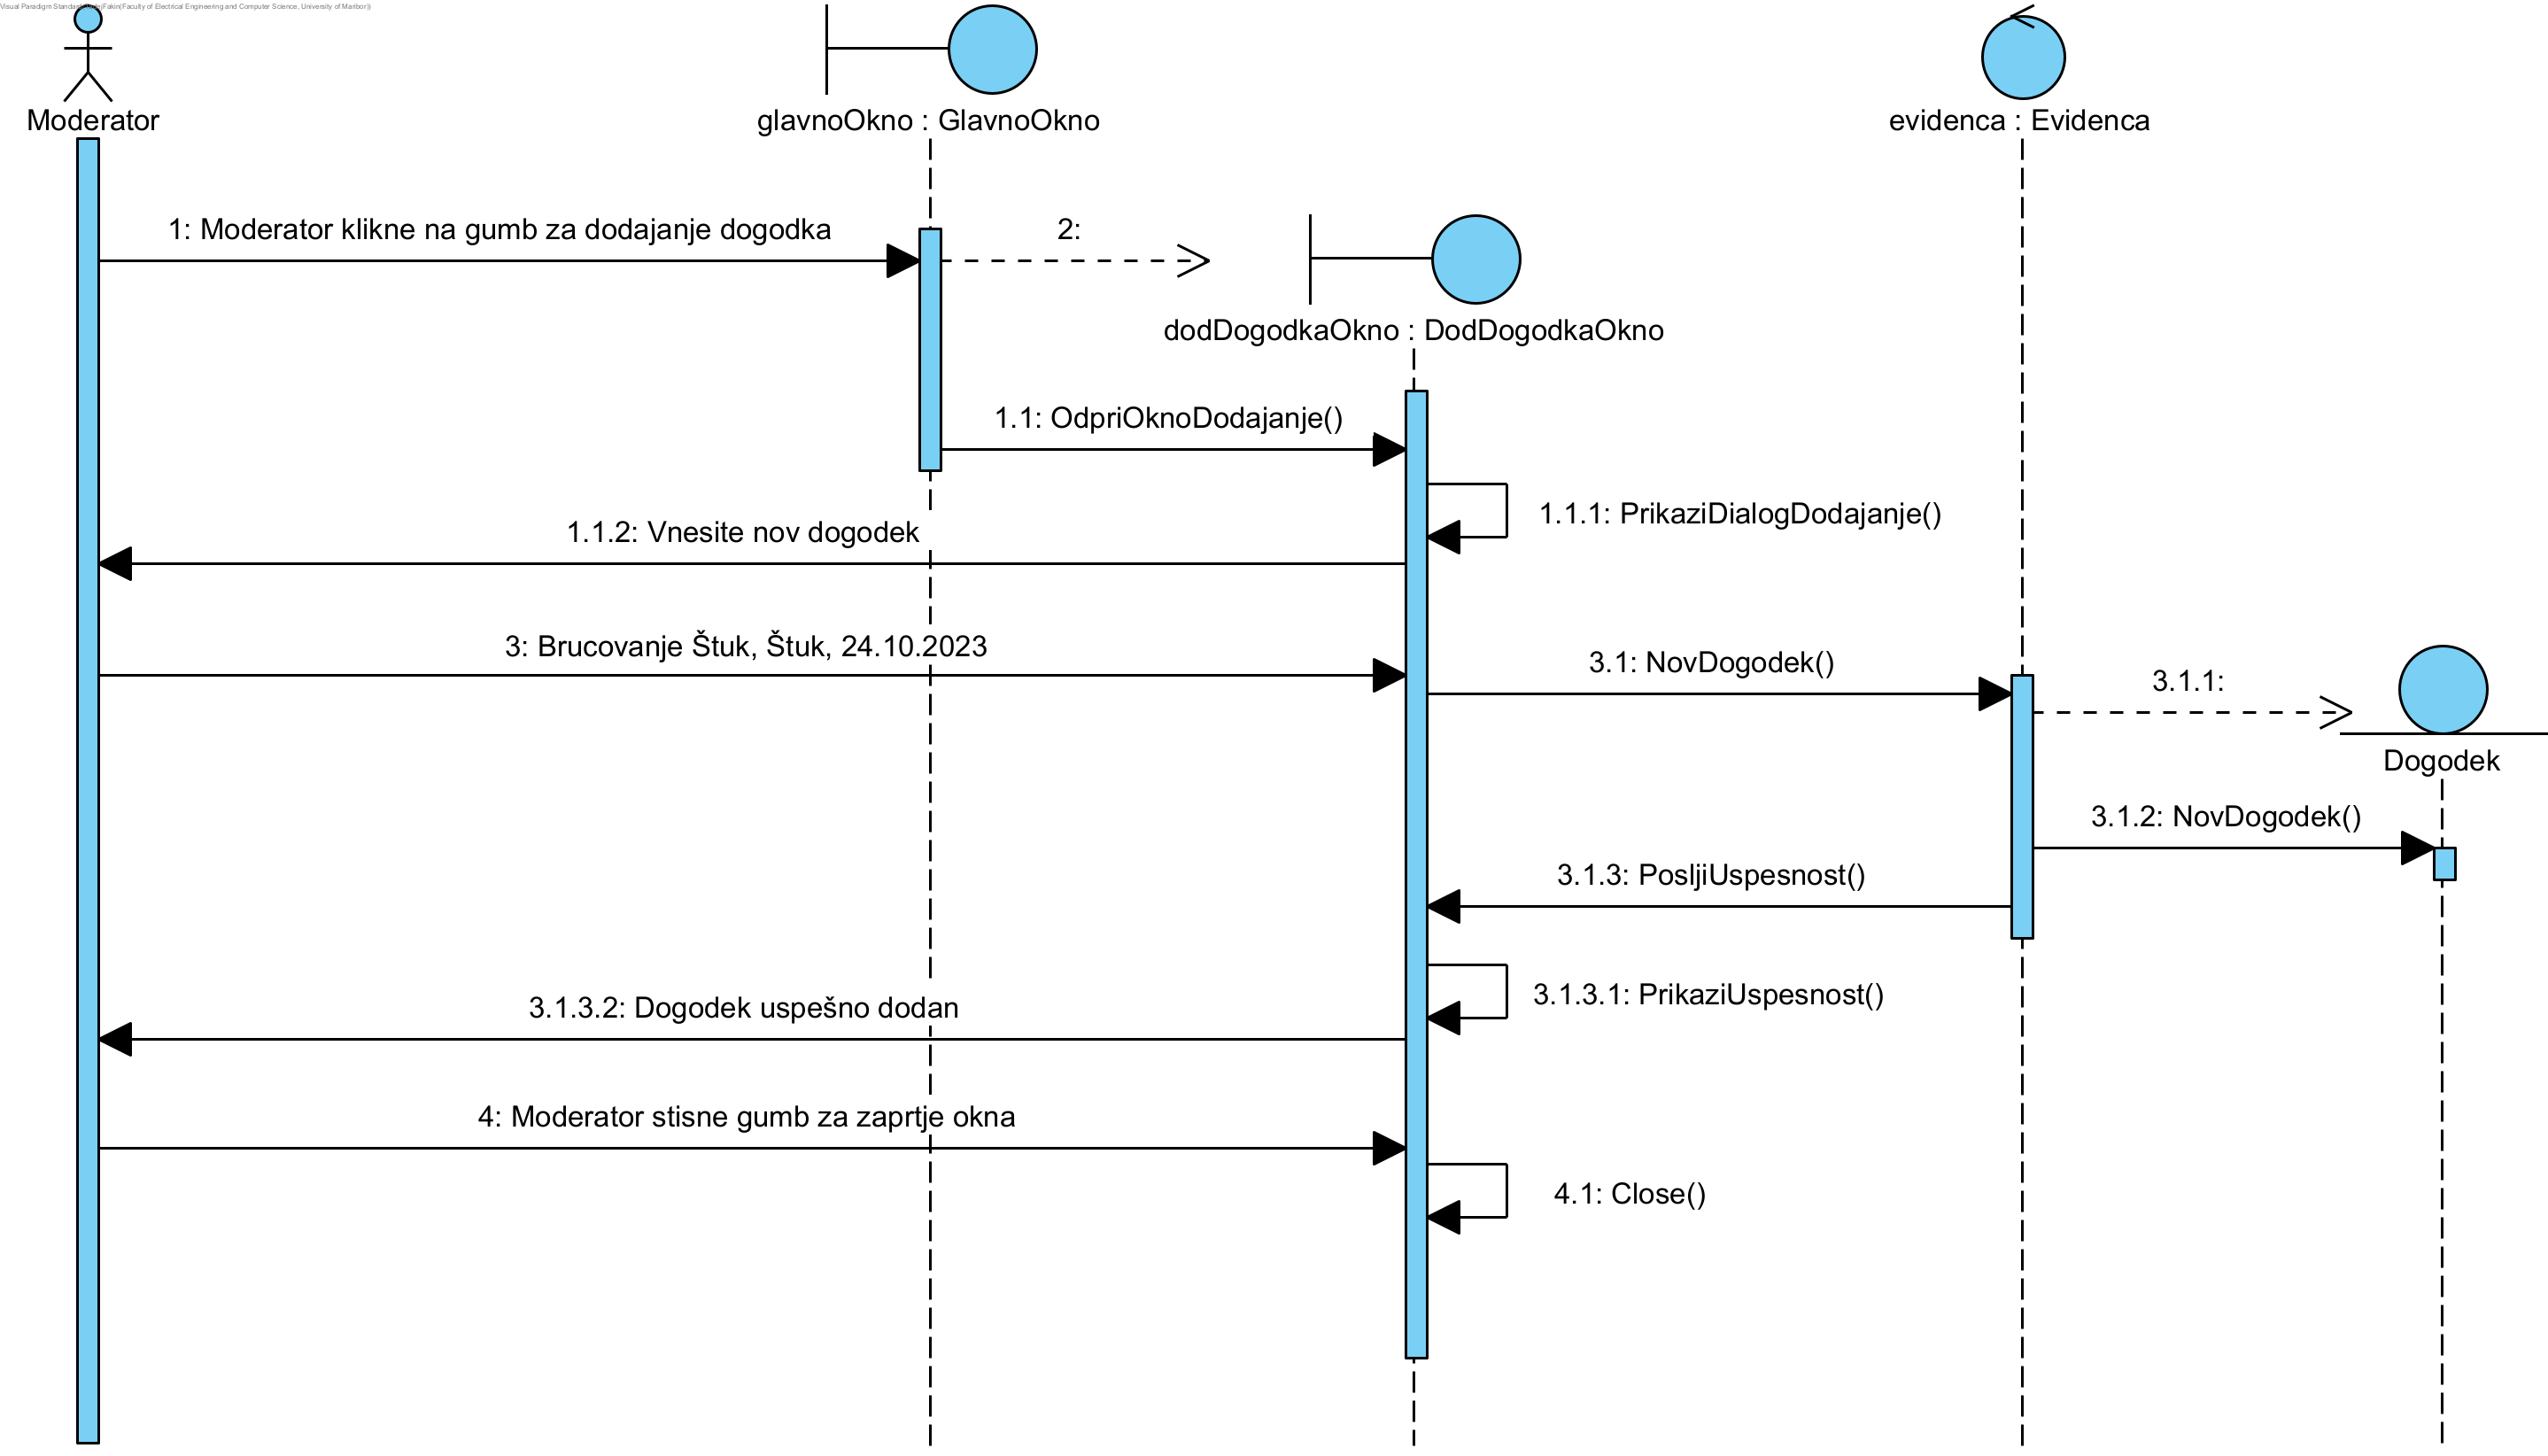 Moderator
glavnoOkno : GlavnoOkno
evidenca : Evidenca
1: Moderator klikne na gumb za dodajanje dogodka
2:
dodDogodkaOkno : DodDogodkaOkno
1.1: OdpriOknoDodajanje()
1.1.1: PrikaziDialogDodajanje()
1.1.2: Vnesite nov dogodek
3: Brucovanje Štuk, Štuk, 24.10.2023
3.1: NovDogodek()
3.1.1:
Dogodek
3.1.2: NovDogodek()
3.1.3: PosljiUspesnost()
3.1.3.1: PrikaziUspesnost()
3.1.3.2: Dogodek uspešno dodan
4: Moderator stisne gumb za zaprtje okna
4.1: Close()